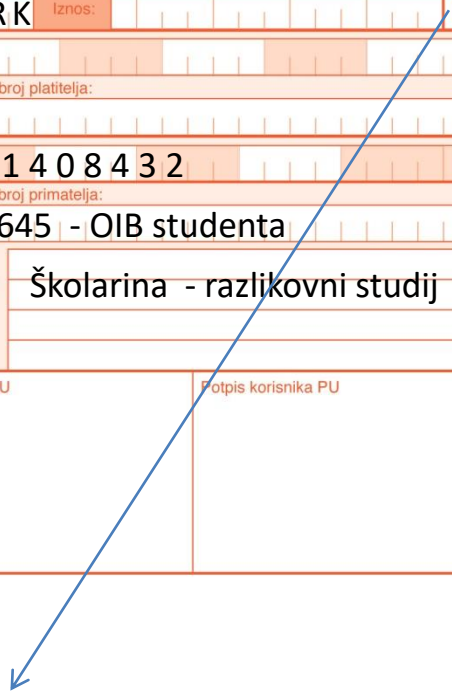 RK Iznos:
broj platitelja:
1 4 0 8 4 3 2
broj primatelja:
645 - OIB studenta
Školarina - razlikovni studij
U Potpis korisnika PU